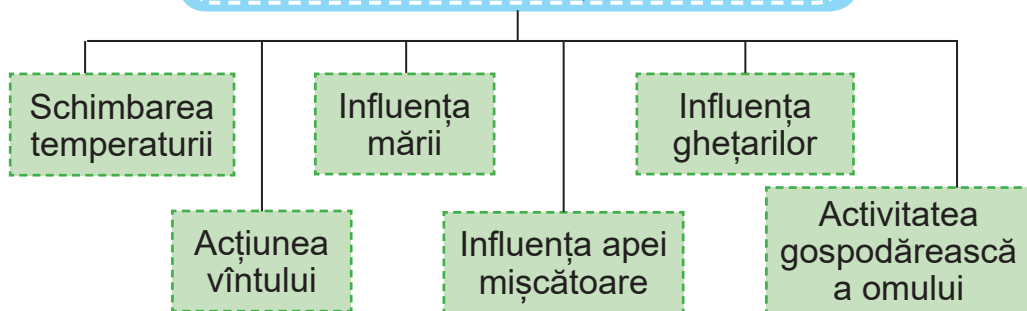 Schimbarea
temperaturii
Influența
mării
Influența
ghețarilor
Acțiunea
vîntului
Influența apei
mișcătoare
Activitatea
gospodărească
a omului